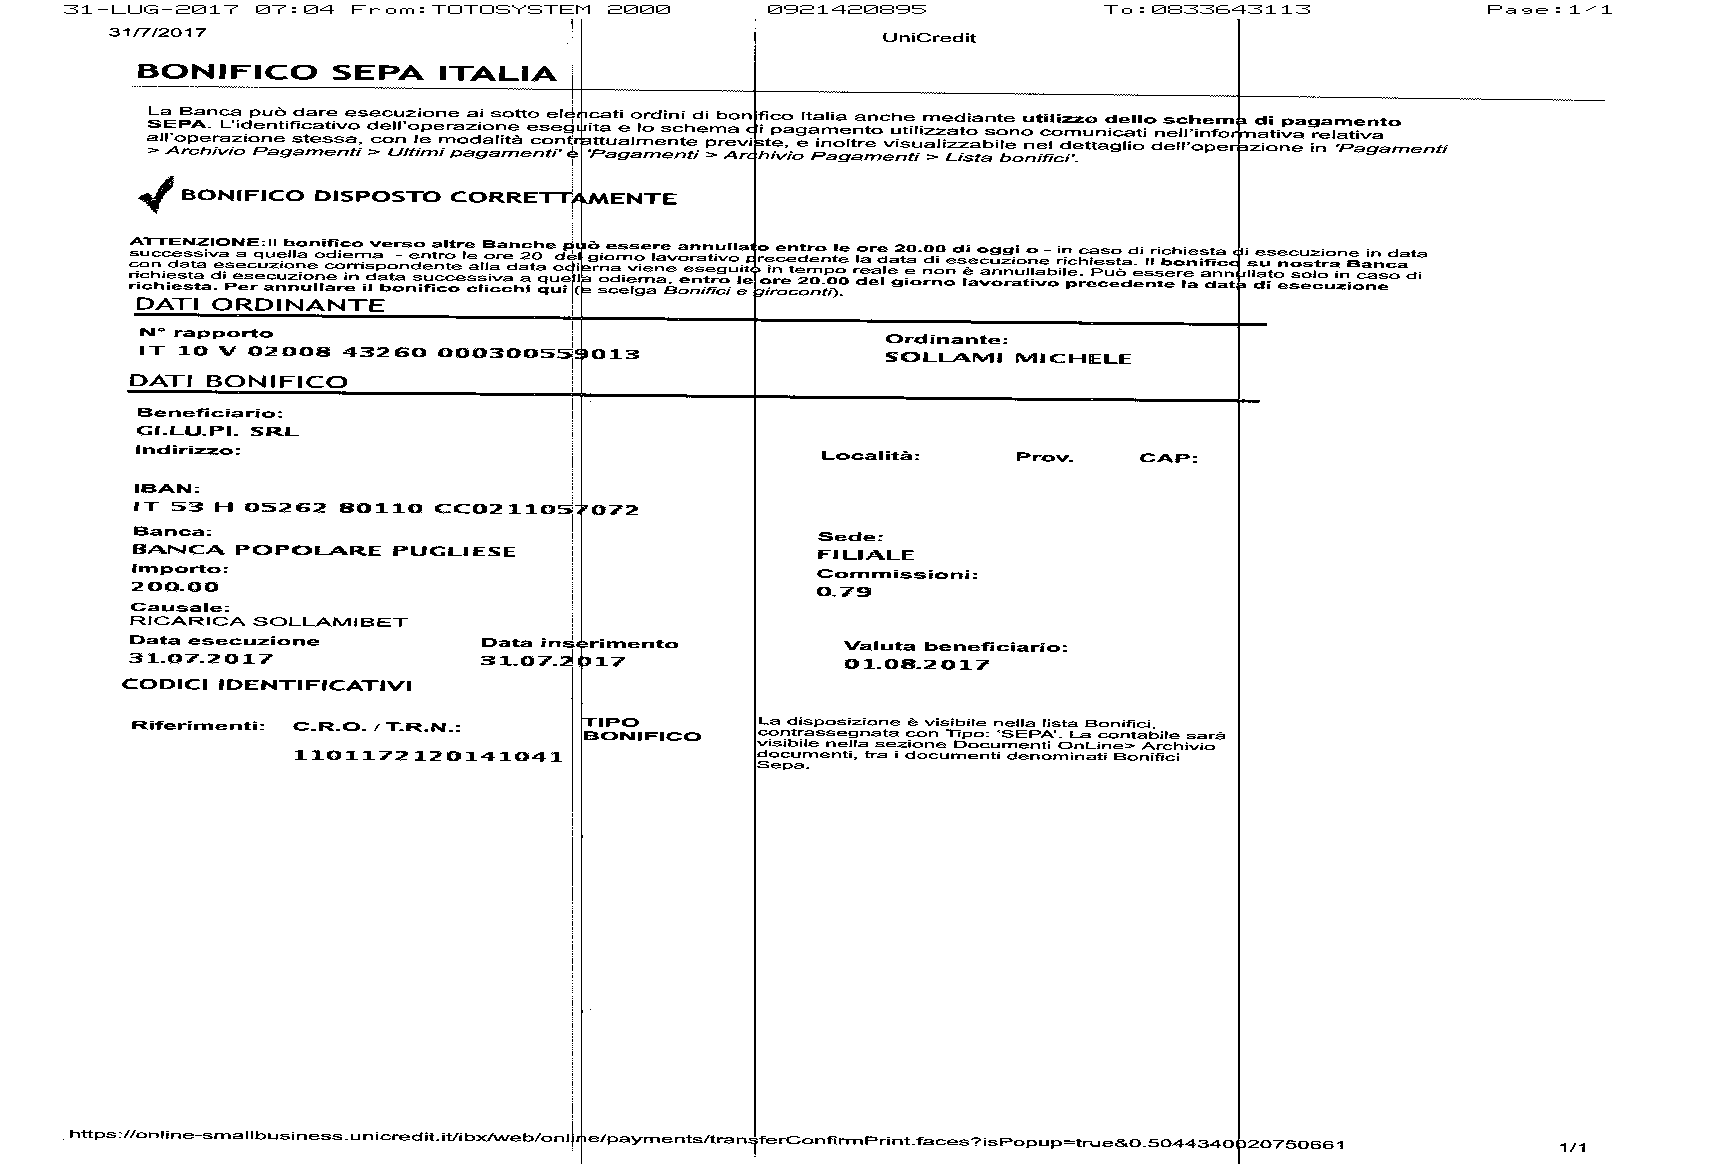 31-LUG-2017 07:04 From:TOTOSYSTEM 2000 0921420895 To:0833643113 Page:1/1
31/7/2017 UniCredit
BONIFICO SEPA ITALIA
La Banca può dare esecuzione ai sotto elencati ordini di bonifico Italia anche mediante utilizzo dello schema di pagamento
SEPA. L'identificativo dell'operazione eseguita e lo schema di pagamento utilizzato sono comunicati nell'informativa relativa
all'operazione stessa, con le modalità contrattualmente previste, e inoltre visualizzabile nel dettaglio dell'operazione in 'Pagamenti
> Archivio Pagamenti > Ultimi pagamenti' e 'Pagamenti > Archivio Pagamenti > Lista bonifici'.
BONIFICO DISPOSTO CORRETTAMENTE
ATTENZIONE:Il bonifico verso altre Banche può essere annullato entro le ore 20.00 di oggi o - in caso di richiesta di esecuzione in data
successiva a quella odierna - entro le ore 20 del giorno lavorativo precedente la data di esecuzione richiesta. Il bonifico su nostra Banca
con data esecuzione corrispondente alla data odierna viene eseguito in tempo reale e non è annullabile. Può essere annullato solo in caso di
richiesta di esecuzione in data successiva a quella odierna, entro le ore 20.00 del giorno lavorativo precedente la data di esecuzione
richiesta. Per annullare il bonifico clicchi qui (e scelga Bonifici e giroconti).
DATI ORDINANTE
N° rapporto Ordinante:
IT 10 V 02008 43260 000300559013 SOLLAMI MICHELE
DATI BONIFICO
Beneficiario:
GI.LU.PI. SRL
Indirizzo: Località: Prov. CAP:
IBAN:
IT 53 H 05262 80110 CC0211057072
Banca: Sede:
BANCA POPOLARE PUGLIESE FILIALE
Importo: Commissioni:
200.00 0.79
Causale:
RICARICA SOLLAMIBET
Data esecuzione Data inserimento Valuta beneficiario:
31.07.2017 31.07.2017 01.08.2017
CODICI IDENTIFICATIVI
Riferimenti: C.R.O. / T.R.N.:
1101172120141041
TIPO
BONIFICO
La disposizione è visibile nella lista Bonifici,
contrassegnata con Tipo: 'SEPA'. La contabile sarà
visibile nella sezione Documenti OnLine> Archivio
documenti, tra i documenti denominati Bonifici
Sepa.
https://online-smallbusiness.unicredit.it/ibx/web/online/payments/transferConfirmPrint.faces?isPopup=true&0.5044340020750661 1/1